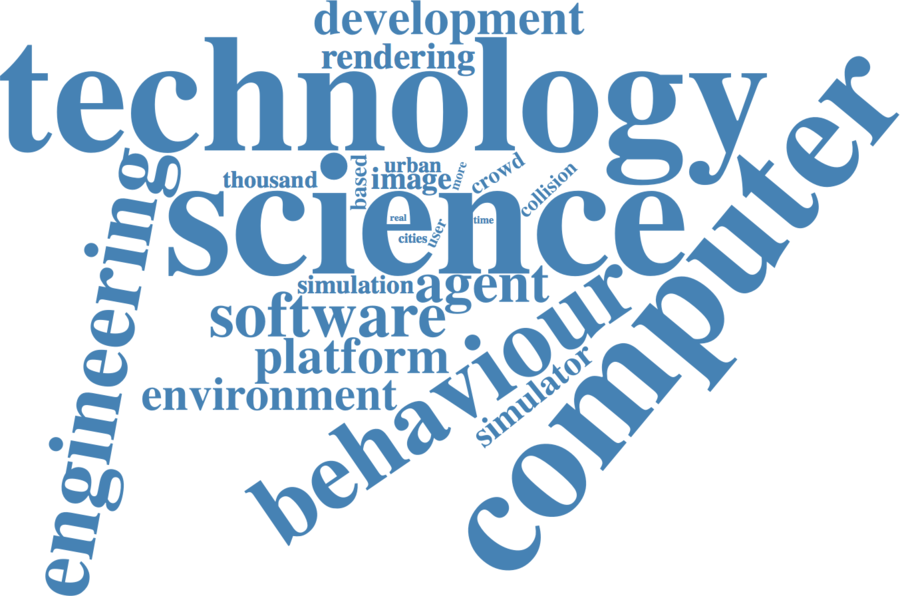 development
rendering
technology
urban
more
crowd
thousand
based
image
collision
science
real
time
cities
user
engineering
simulation
agent
software
behaviour
computer
platform
simulator
environment